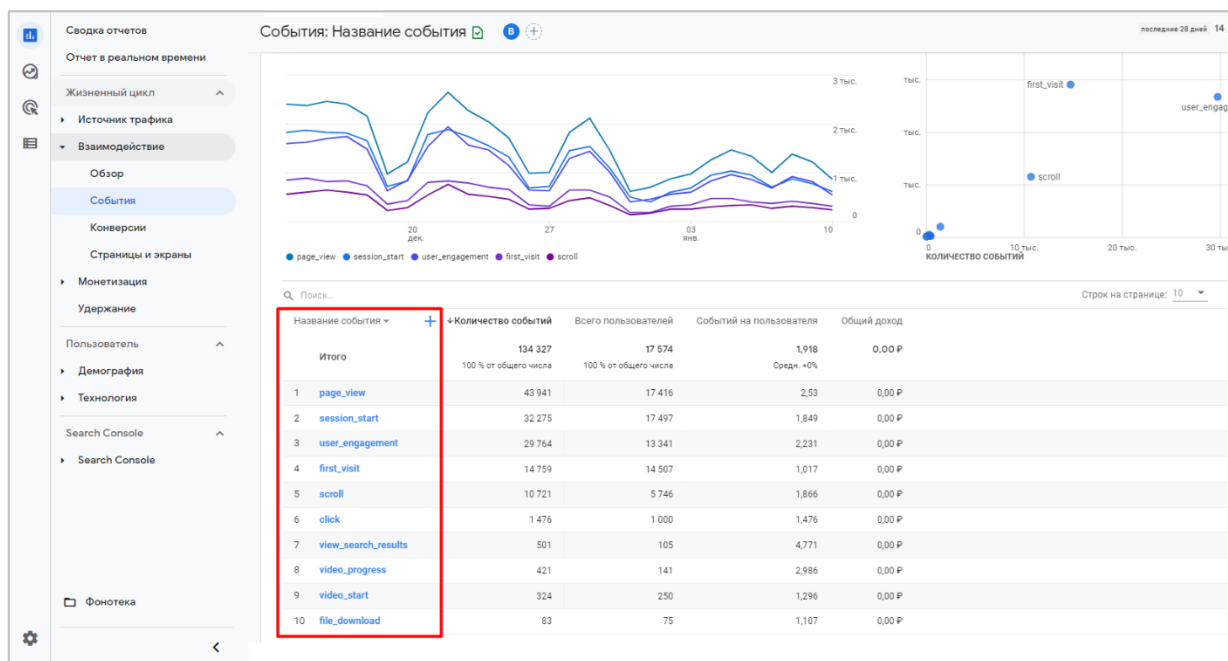 Сводка отчетов
Отчет в реальном времени
Жизненный цикл
Источник трафика
Взаимодействие
Обзор
События
Конверсии
Страницы и экраны
Монетизация
Удержание
Пользователь
Демография
Технология
Search Console
Search Console
Фонотека
События: Название события B
последние 28 дней 14
3 тыс.
2 тыс.
1 тыс.
0
20 дек.
27
03 янв.
10
page_view session_start user_engagement first_visit scroll
тыс.
тыс.
тыс.
0
first_visit
user_engag
scroll
0 10 тыс. 20 тыс. 30 ты
КОЛИЧЕСТВО СОБЫТИЙ
Поиск...
Строк на странице: 10
Название события + ↓Количество событий Всего пользователей Событий на пользователя Общий доход
Итого 134 327 17 574 1,918 0,00 ₽
100 % от общего числа 100 % от общего числа Средн. +0%
1 page_view 43 941 17 416 2,53 0,00 ₽
2 session_start 32 275 17 497 1,849 0,00 ₽
3 user_engagement 29 764 13 341 2,231 0,00 ₽
4 first_visit 14 759 14 507 1,017 0,00 ₽
5 scroll 10 721 5 746 1,866 0,00 ₽
6 click 1 476 1 000 1,476 0,00 ₽
7 view_search_results 501 105 4,771 0,00 ₽
8 video_progress 421 141 2,986 0,00 ₽
9 video_start 324 250 1,296 0,00 ₽
10 file_download 83 75 1,107 0,00 ₽